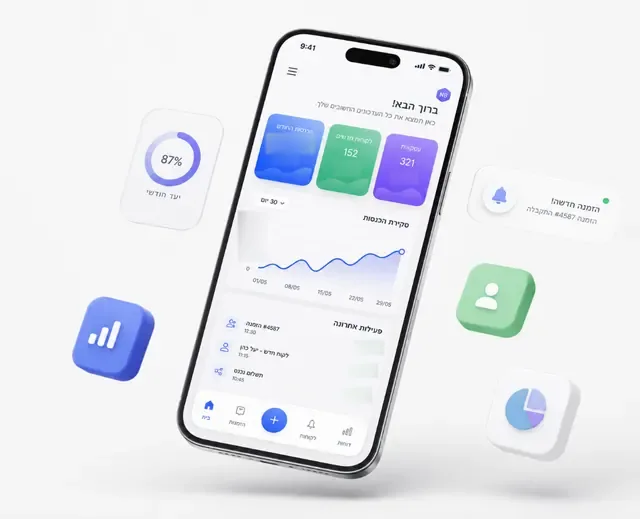 9:41
ברוך הבא!
כאן תמצא את כל העדכונים החשובים שלך
עסקאות
321
לקוחות חדשים
152
הכנסות החודש
30 יום
סקירת הכנסות
0
01/05
08/05
15/05
22/05
29/05
פעילות אחרונה
הזמנה #4587
12:30
לקוח חדש - יעל כהן
11:15
תשלום נכנס
10:45
בית
הזמנות
לקוחות
דוחות
87%
יעד חודשי
הזמנה חדשה!
הזמנה #4587 התקבלה